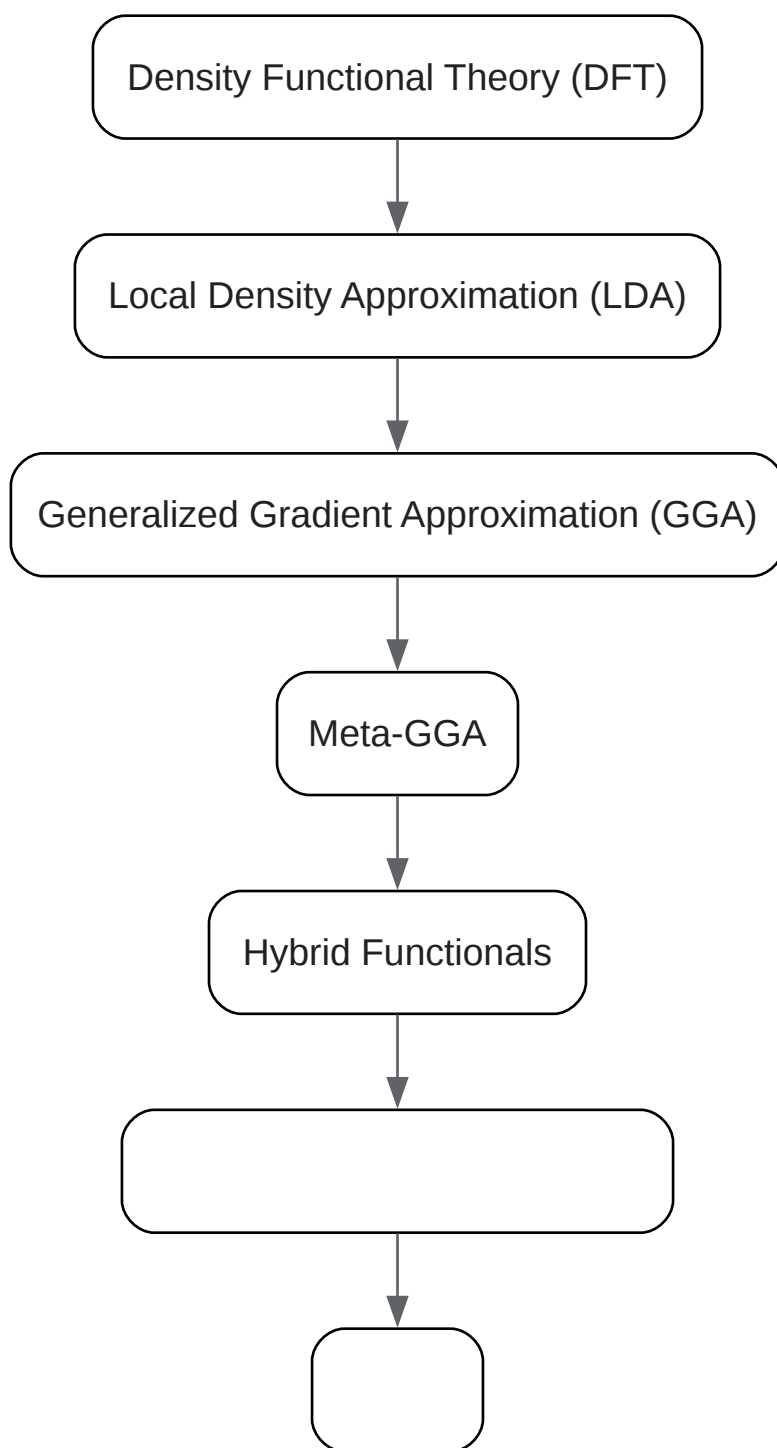 Density Functional Theory (DFT)
Local Density Approximation (LDA)
Generalized Gradient Approximation (GGA)
Meta-GGA
Hybrid Functionals